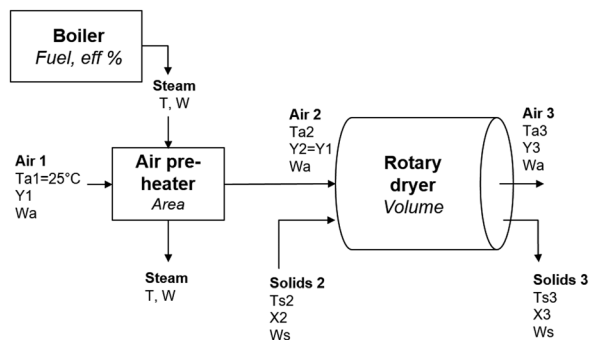 Boiler
Fuel, eff %
Steam
T, W
Air 1
Ta1=25°C
Y1
Wa
Air pre-
heater
Area
Steam
T, W
Air 2
Ta2
Y2=Y1
Wa
Rotary
dryer
Volume
Air 3
Ta3
Y3
Wa
Solids 2
Ts2
X2
Ws
Solids 3
Ts3
X3
Ws